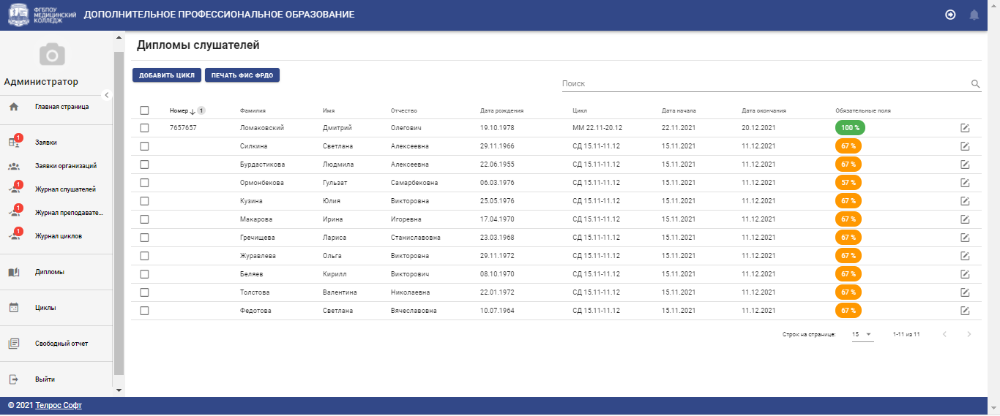 ФГБПОУ
МЕДИЦИНСКИЙ
КОЛЛЕДЖ
ДОПОЛНИТЕЛЬНОЕ ПРОФЕССИОНАЛЬНОЕ ОБРАЗОВАНИЕ
Администратор
Главная страница
1
Заявки
Заявки организаций
1
Журнал слушателей
1
Журнал преподавате...
1
Журнал циклов
Дипломы
Циклы
Свободный отчет
Выйти
Дипломы слушателей
ДОБАВИТЬ ЦИКЛ ПЕЧАТЬ ФИС ФРДО
Поиск
Номер 1 Фамилия Имя Отчество Дата рождения Цикл Дата начала Дата окончания Обязательные поля
7657657 Ломаковский Дмитрий Олегович 19.10.1978 ММ 22.11-20.12 22.11.2021 20.12.2021 100 %
Силкина Светлана Алексеевна 29.11.1966 СД 15.11-11.12 15.11.2021 11.12.2021 67 %
Бурдастикова Людмила Алексеевна 22.06.1955 СД 15.11-11.12 15.11.2021 11.12.2021 67 %
Ормонбекова Гульзат Самарбековна 06.03.1976 СД 15.11-11.12 15.11.2021 11.12.2021 57 %
Кузина Юлия Викторовна 25.05.1976 СД 15.11-11.12 15.11.2021 11.12.2021 67 %
Макарова Ирина Игоревна 17.04.1970 СД 15.11-11.12 15.11.2021 11.12.2021 67 %
Гречищева Лариса Станиславовна 23.03.1968 СД 15.11-11.12 15.11.2021 11.12.2021 67 %
Журавлева Ольга Викторовна 29.11.1972 СД 15.11-11.12 15.11.2021 11.12.2021 67 %
Беляев Кирилл Викторович 08.10.1970 СД 15.11-11.12 15.11.2021 11.12.2021 67 %
Толстова Валентина Николаевна 22.01.1972 СД 15.11-11.12 15.11.2021 11.12.2021 67 %
Федотова Светлана Вячеславовна 10.07.1964 СД 15.11-11.12 15.11.2021 11.12.2021 67 %
Строк на странице: 15 1-11 из 11
© 2021 Телрос Софт